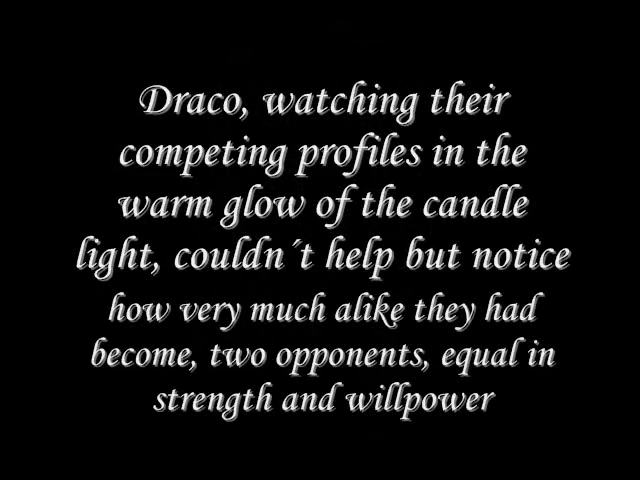 Draco, watching their
competing profiles in the
warm glow of the candle
light, couldn´t help but notice
how very much alike they had
become, two opponents, equal in
strength and willpower